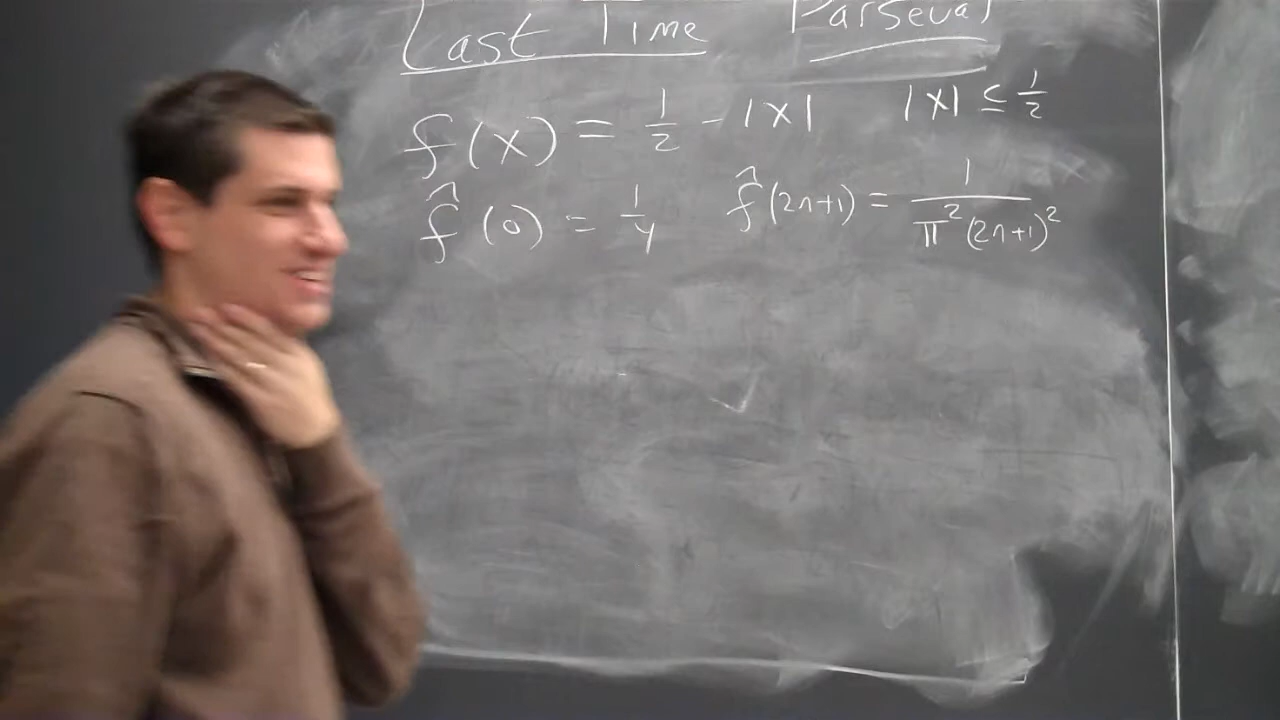 Last Time Parseval
f(x) = 1/2 - |x| |x| ≤ 1/2
f̂(0) = 1/4 f̂(2n+1) = 1/(π²(2n+1)²)